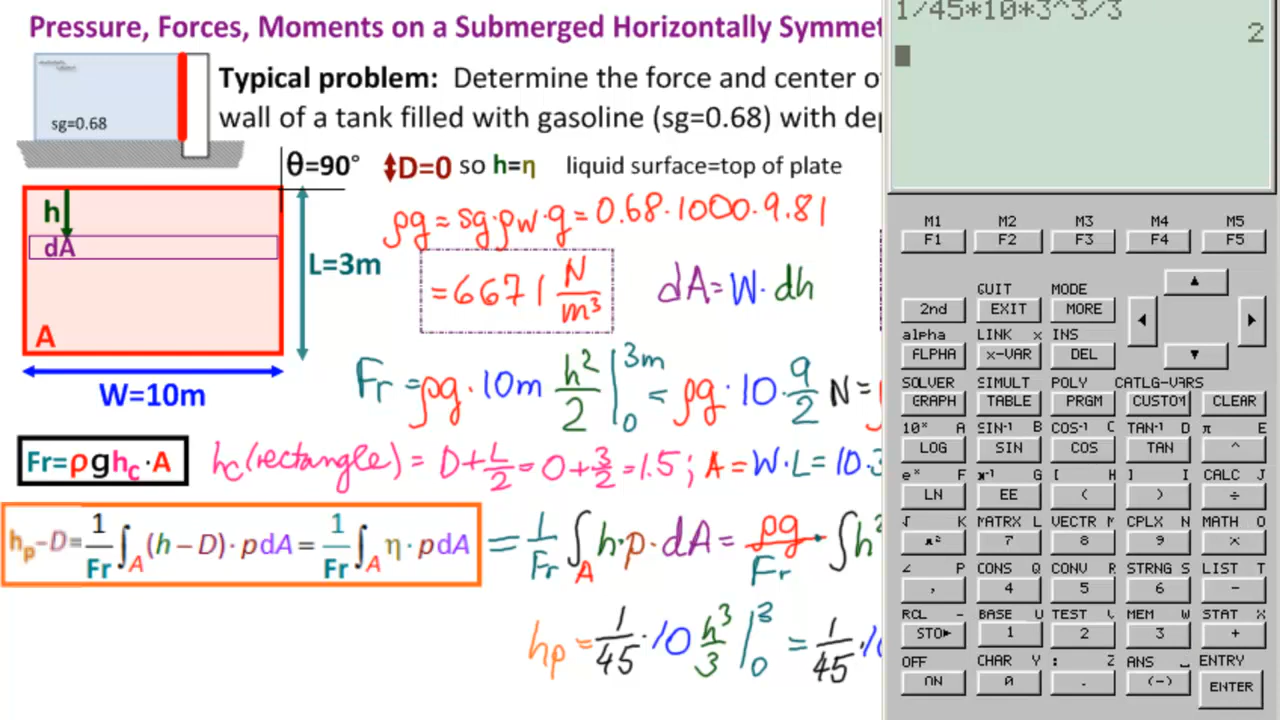 Pressure, Forces, Moments on a Submerged Horizontally Symme
Typical problem: Determine the force and center o
wall of a tank filled with gasoline (sg=0.68) with de
sg=0.68
θ=90° D=0 so h=η liquid surface=top of plate
h
dA
A
L=3m
W=10m
ρg = sg·ρw·g = 0.68·1000·9.81
= 6671 N/m³
dA = W·dh
Fr = ρg·10m h²/2 |₀³ᵐ = ρg·10·9/2 N =
Fr=ρghc·A
hc(rectangle) = D+L/2 = 0+3/2 = 1.5; A = W·L = 10·3
hp−D = 1/Fr ∫A (h−D)·pdA = 1/Fr ∫A η·pdA = 1/Fr ∫A h·p·dA = ρg/Fr·∫h²
hp = 1/45·10 h³/3 |₀³ = 1/45·1
1/45*10*3^3/3
2
M1 M2 M3 M4 M5
F1 F2 F3 F4 F5
QUIT MODE
2nd EXIT MORE
alpha LINK x INS
ALPHA x-VAR DEL
SOLVER SIMULT POLY CATLG-VARS
GRAPH TABLE PRGM CUSTOM CLEAR
10ˣ A SIN⁻¹ B COS⁻¹ C TAN⁻¹ D π E
LOG SIN COS TAN ^
eˣ F x⁻¹ G [ H ] I CALC J
LN EE ( ) ÷
√ K MATRX L VECTR M CPLX N MATH O
x² 7 8 9 ×
∠ P CONS Q CONV R STRNG S LIST T
, 4 5 6 −
RCL = BASE U TEST V MEM W STAT X
STO▸ 1 2 3 +
OFF CHAR Y : Z ANS ␣ ENTRY
ON 0 . (−) ENTER